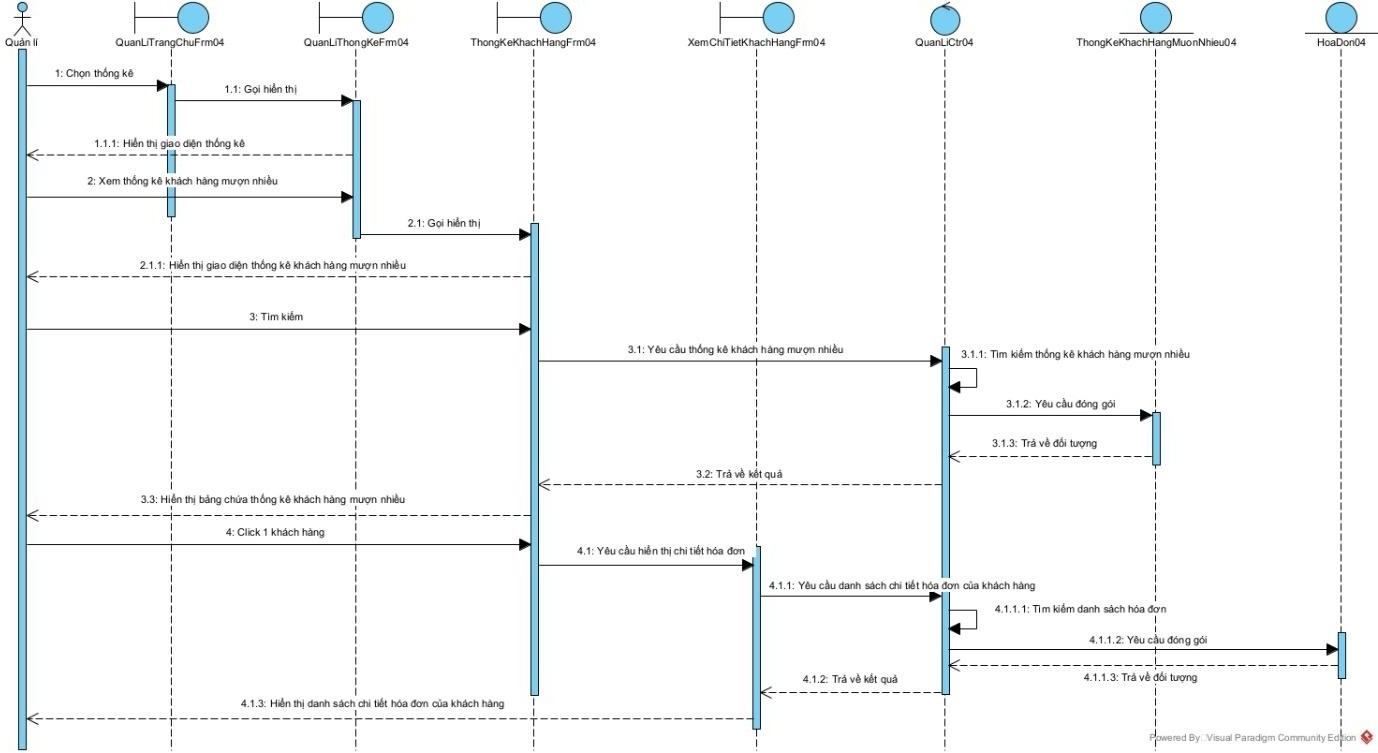 Quản lí
QuanLiTrangChuFrm04
QuanLiThongKeFrm04
ThongKeKhachHangFrm04
XemChiTietKhachHangFrm04
QuanLiCtr04
ThongKeKhachHangMuonNhieu04
HoaDon04
1: Chọn thống kê
1.1: Gọi hiển thị
1.1.1: Hiển thị giao diện thống kê
2: Xem thống kê khách hàng mượn nhiều
2.1: Gọi hiển thị
2.1.1: Hiển thị giao diện thống kê khách hàng mượn nhiều
3: Tìm kiếm
3.1: Yêu cầu thống kê khách hàng mượn nhiều
3.1.1: Tìm kiếm thống kê khách hàng mượn nhiều
3.1.2: Yêu cầu đóng gói
3.1.3: Trả về đối tượng
3.2: Trả về kết quả
3.3: Hiển thị bảng chứa thống kê khách hàng mượn nhiều
4: Click 1 khách hàng
4.1: Yêu cầu hiển thị chi tiết hóa đơn
4.1.1: Yêu cầu danh sách chi tiết hóa đơn của khách hàng
4.1.1.1: Tìm kiếm danh sách hóa đơn
4.1.1.2: Yêu cầu đóng gói
4.1.1.3: Trả về đối tượng
4.1.2: Trả về kết quả
4.1.3: Hiển thị danh sách chi tiết hóa đơn của khách hàng
Powered By Visual Paradigm Community Edition